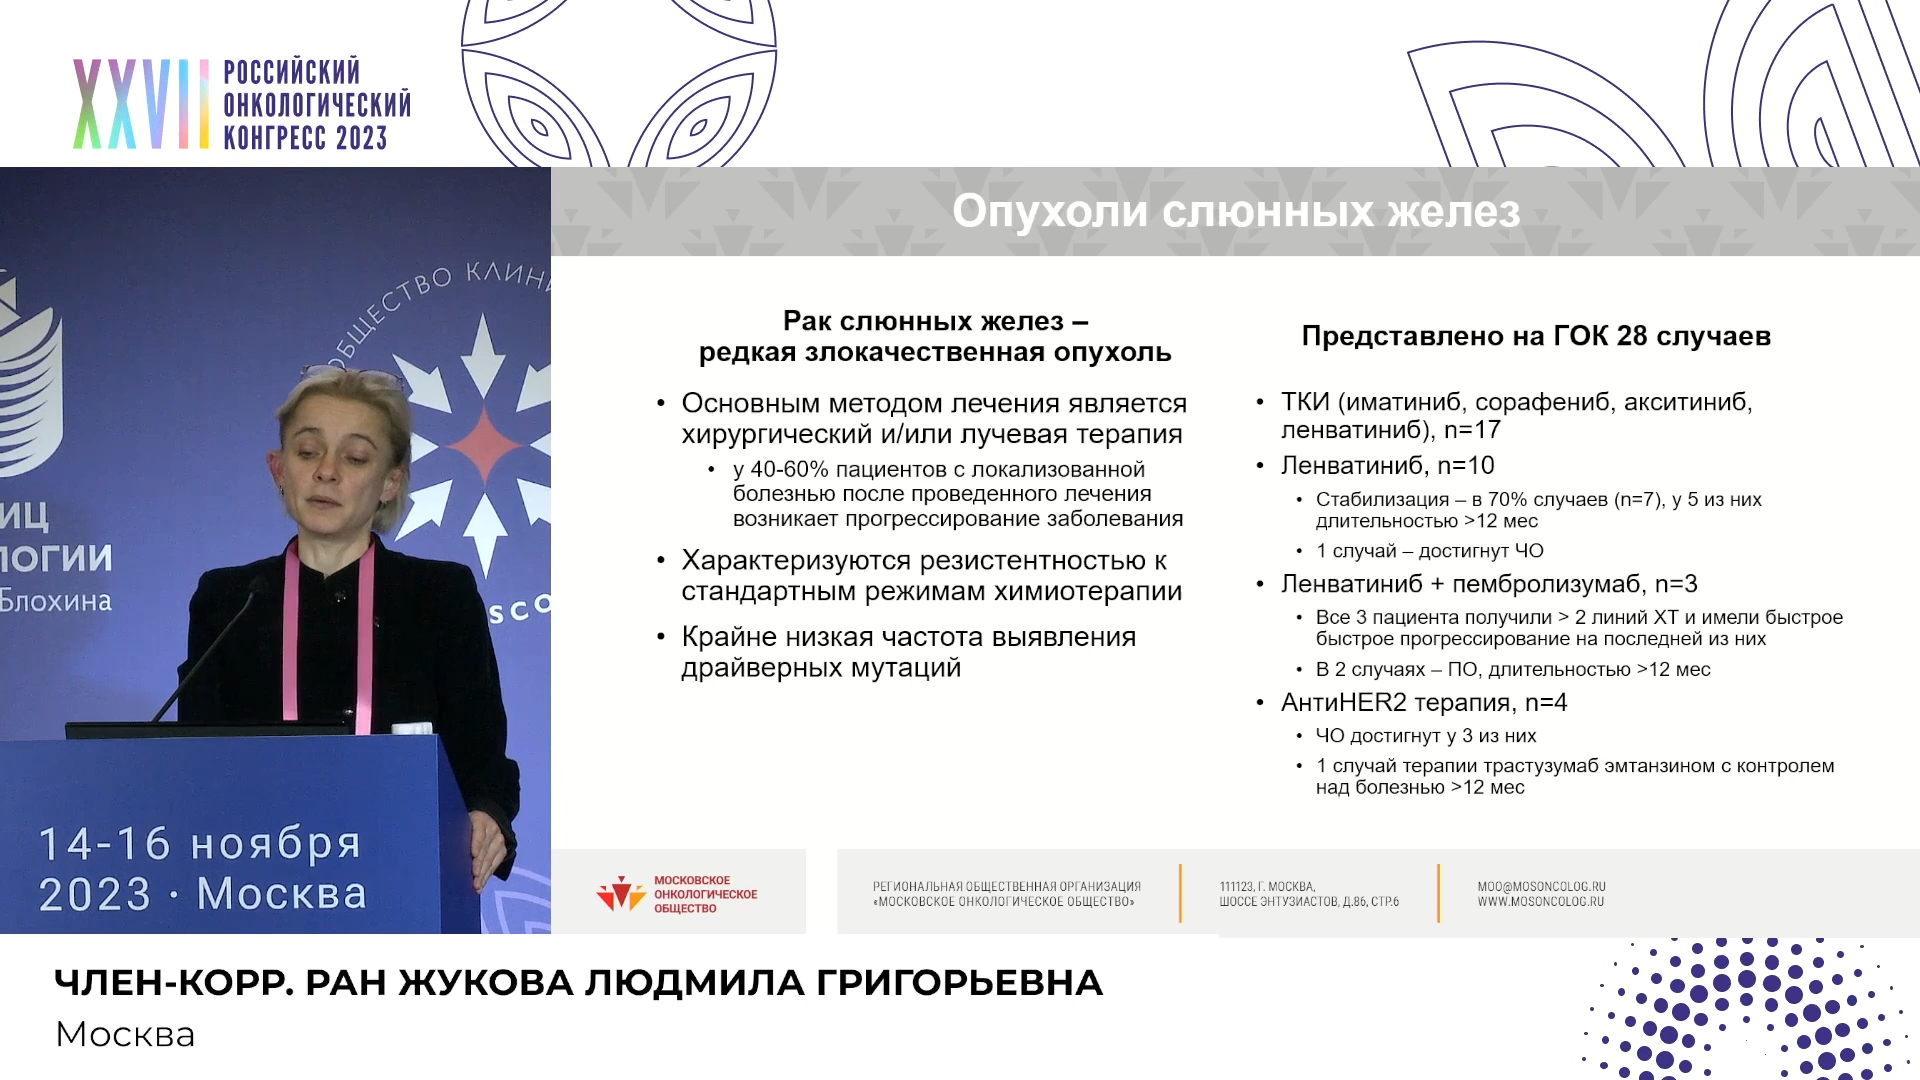 XXVII
РОССИЙСКИЙ
ОНКОЛОГИЧЕСКИЙ
КОНГРЕСС 2023
Опухоли слюнных желез
Рак слюнных желез –
редкая злокачественная опухоль
• Основным методом лечения является
хирургический и/или лучевая терапия
• у 40-60% пациентов с локализованной
болезнью после проведенного лечения
возникает прогрессирование заболевания
• Характеризуются резистентностью к
стандартным режимам химиотерапии
• Крайне низкая частота выявления
драйверных мутаций
Представлено на ГОК 28 случаев
• ТКИ (иматиниб, сорафениб, акситиниб,
ленватиниб), n=17
• Ленватиниб, n=10
• Стабилизация – в 70% случаев (n=7), у 5 из них
длительностью >12 мес
• 1 случай – достигнут ЧО
• Ленватиниб + пембролизумаб, n=3
• Все 3 пациента получили > 2 линий ХТ и имели быстрое
быстрое прогрессирование на последней из них
• В 2 случаях – ПО, длительностью >12 мес
• АнтиHER2 терапия, n=4
• ЧО достигнут у 3 из них
• 1 случай терапии трастузумаб эмтанзином с контролем
над болезнью >12 мес
ОБЩЕСТВО КЛИН
ИЦ
ЛОГИИ
Блохина
SCO
14-16 ноября
2023 · Москва
МОСКОВСКОЕ
ОНКОЛОГИЧЕСКОЕ
ОБЩЕСТВО
РЕГИОНАЛЬНАЯ ОБЩЕСТВЕННАЯ ОРГАНИЗАЦИЯ
«МОСКОВСКОЕ ОНКОЛОГИЧЕСКОЕ ОБЩЕСТВО»
111123, Г. МОСКВА,
ШОССЕ ЭНТУЗИАСТОВ, Д.86, СТР.6
MOO@MOSONCOLOG.RU
WWW.MOSONCOLOG.RU
ЧЛЕН-КОРР. РАН ЖУКОВА ЛЮДМИЛА ГРИГОРЬЕВНА
Москва